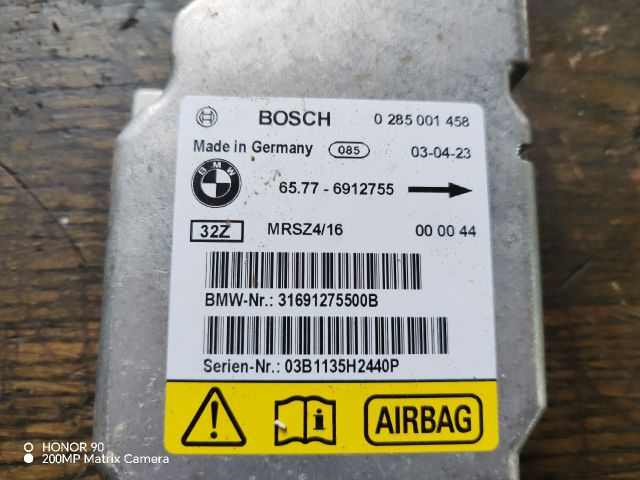 BOSCH 0 285 001 458
Made in Germany 085 03-04-23
BMW 65.77 - 6912755
32Z MRSZ4/16 00 00 44
BMW-Nr.: 31691275500B
Serien-Nr.: 03B1135H2440P
i AIRBAG
HONOR 90
200MP Matrix Camera